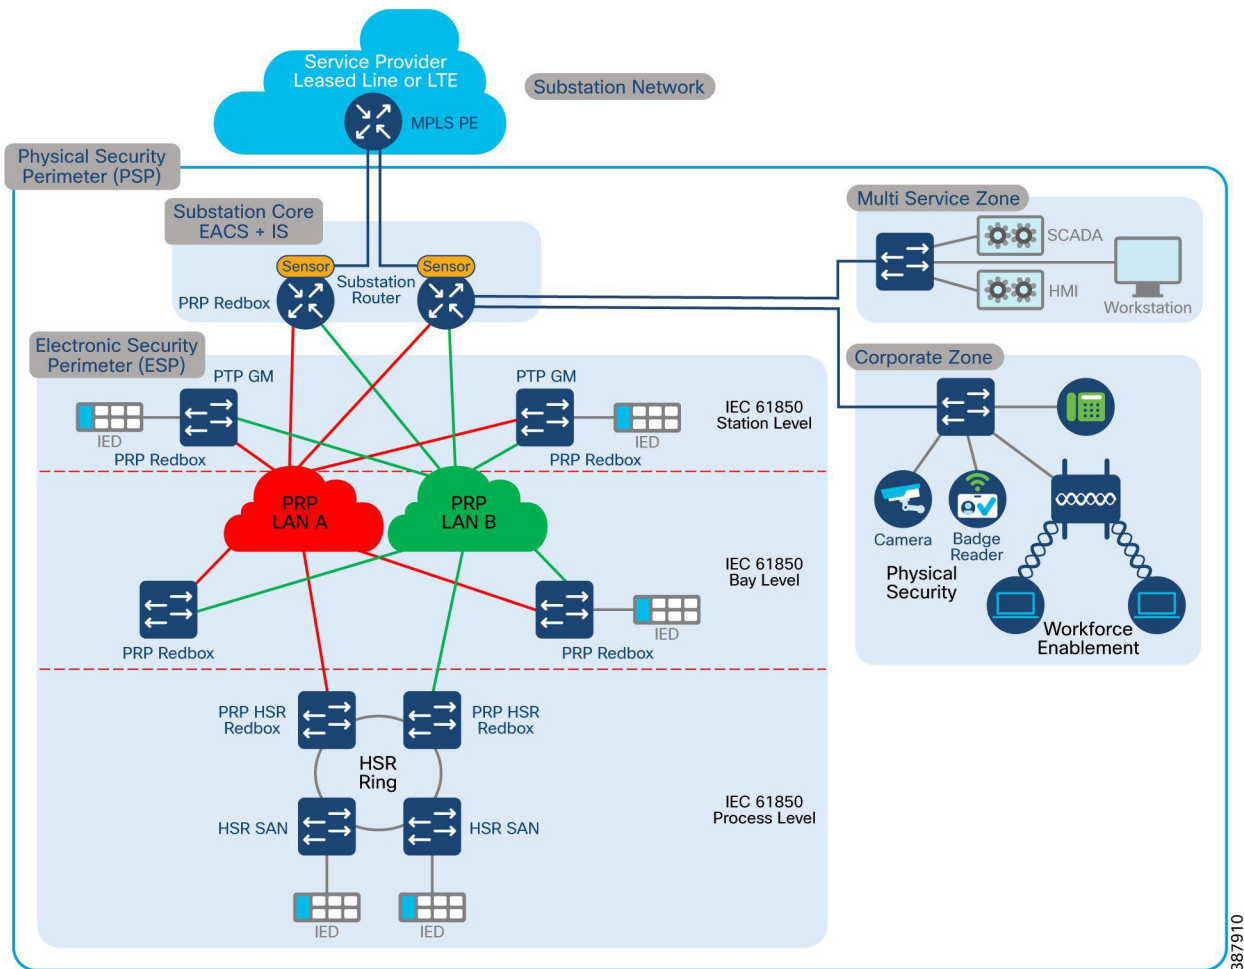 Service Provider
Leased Line or LTE
MPLS PE
Substation Network
Physical Security
Perimeter (PSP)
Substation Core
EACS + IS
Sensor
Sensor
Substation
Router
PRP Redbox
Multi Service Zone
SCADA
HMI
Workstation
Electronic Security
Perimeter (ESP)
PTP GM
PTP GM
IED
IED
PRP Redbox
PRP Redbox
IEC 61850
Station Level
Corporate Zone
Camera
Badge
Reader
Physical
Security
Workforce
Enablement
PRP
LAN A
PRP
LAN B
IEC 61850
Bay Level
IED
PRP Redbox
PRP Redbox
PRP HSR
Redbox
PRP HSR
Redbox
HSR
Ring
HSR SAN
HSR SAN
IEC 61850
Process Level
IED
IED
387910